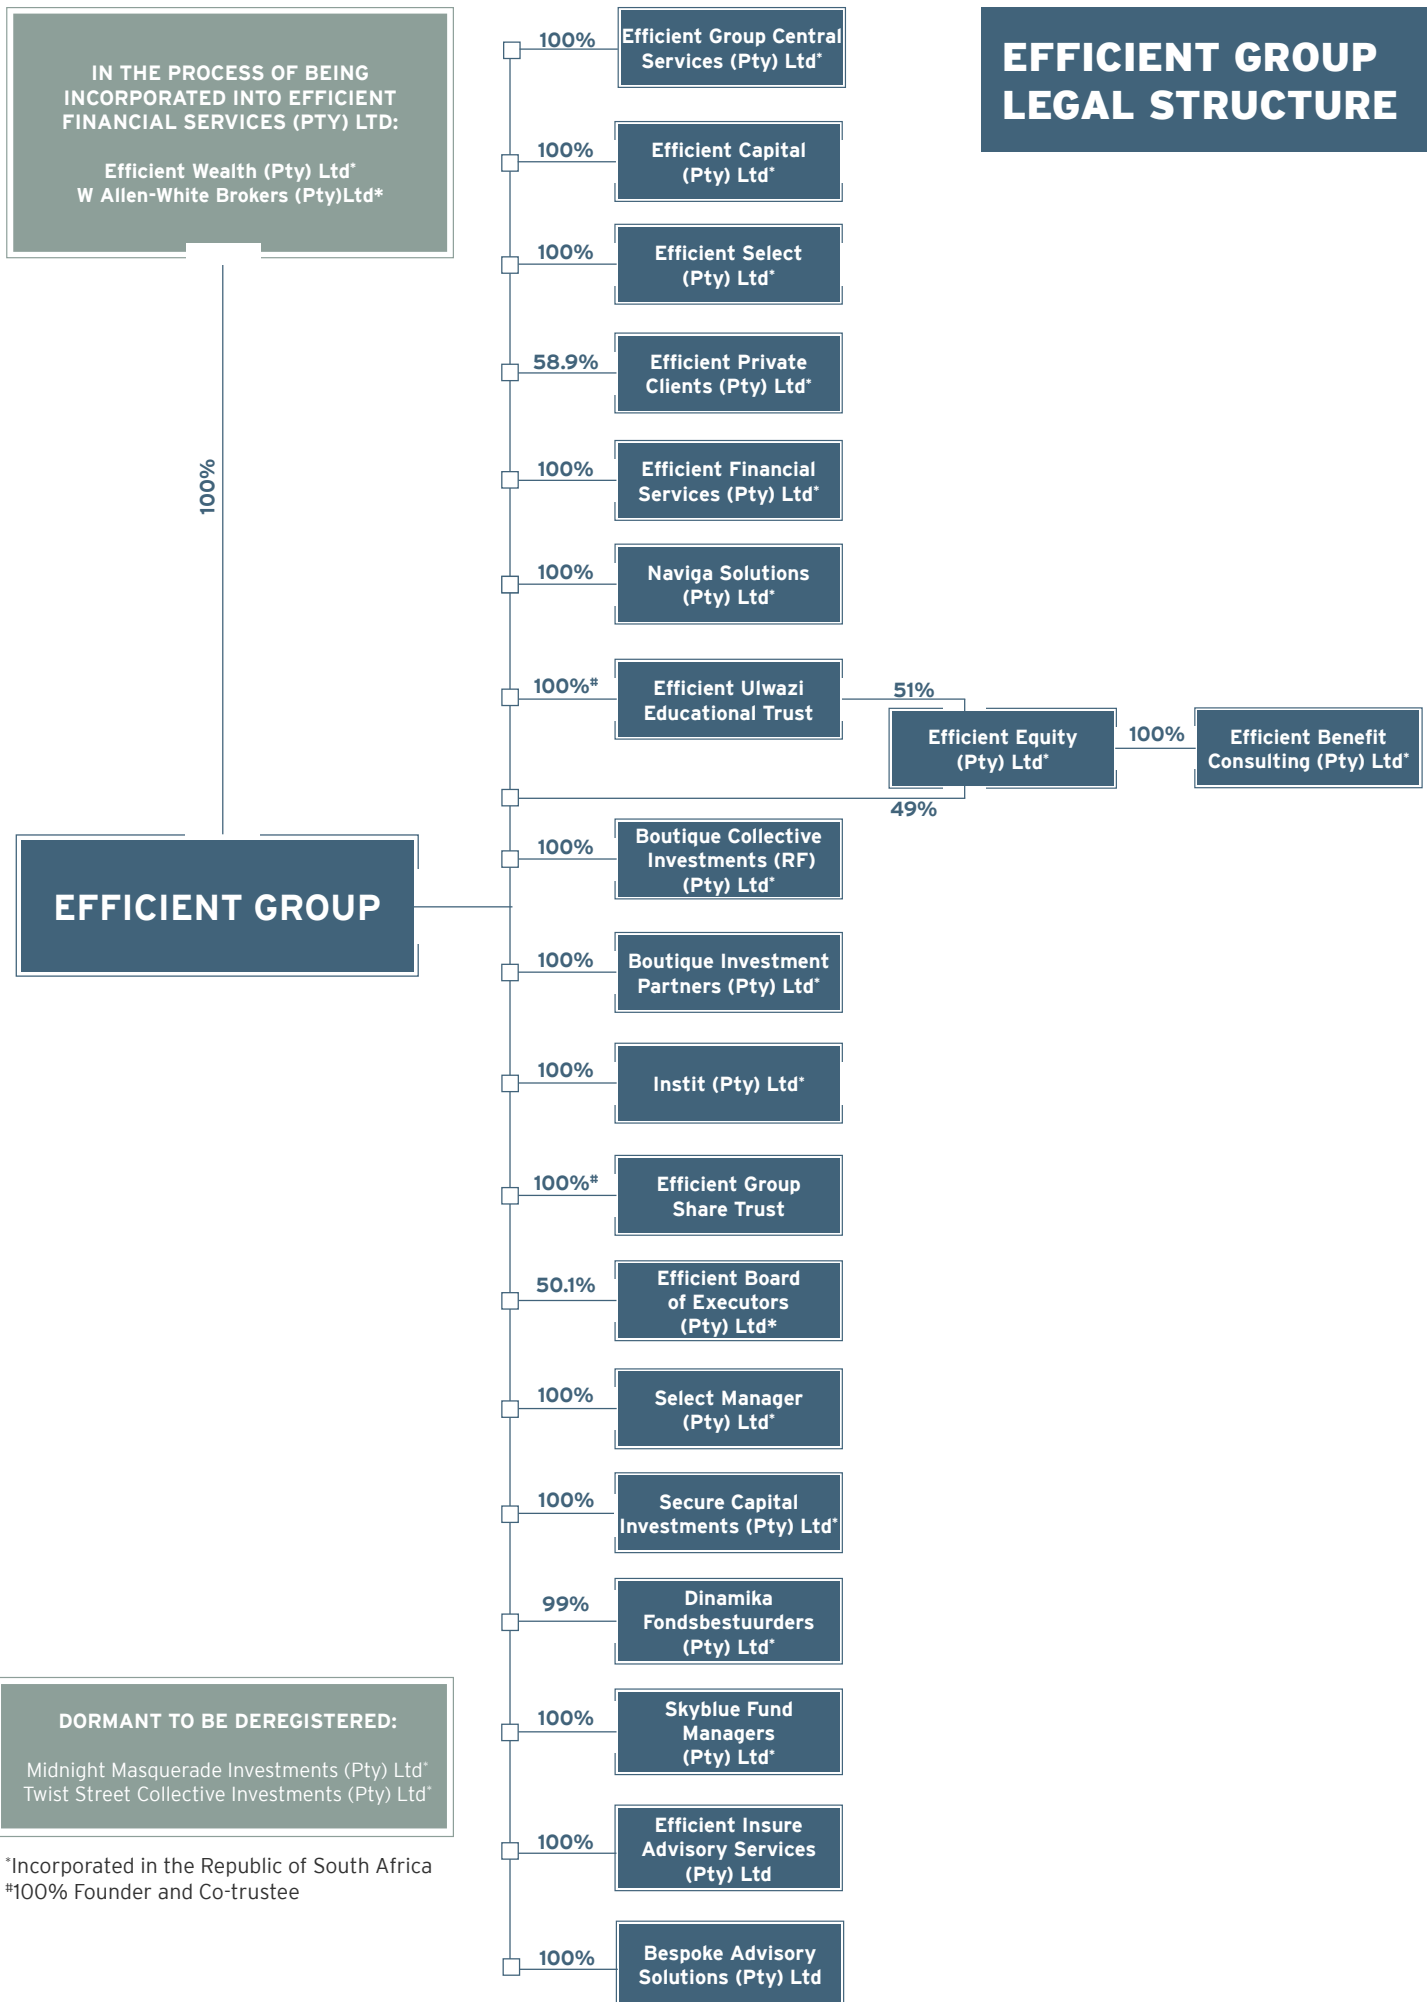 EFFICIENT GROUP
LEGAL STRUCTURE
IN THE PROCESS OF BEING
INCORPORATED INTO EFFICIENT
FINANCIAL SERVICES (PTY) LTD:
Efficient Wealth (Pty) Ltd*
W Allen-White Brokers (Pty)Ltd*
100%
EFFICIENT GROUP
100%
Efficient Group Central
Services (Pty) Ltd*
100%
Efficient Capital
(Pty) Ltd*
100%
Efficient Select
(Pty) Ltd*
58.9%
Efficient Private
Clients (Pty) Ltd*
100%
Efficient Financial
Services (Pty) Ltd*
100%
Naviga Solutions
(Pty) Ltd*
100%#
Efficient Ulwazi
Educational Trust
51%
Efficient Equity
(Pty) Ltd*
100%
Efficient Benefit
Consulting (Pty) Ltd*
49%
100%
Boutique Collective
Investments (RF)
(Pty) Ltd*
100%
Boutique Investment
Partners (Pty) Ltd*
100%
Instit (Pty) Ltd*
100%#
Efficient Group
Share Trust
50.1%
Efficient Board
of Executors
(Pty) Ltd*
100%
Select Manager
(Pty) Ltd*
100%
Secure Capital
Investments (Pty) Ltd*
99%
Dinamika
Fondsbestuurders
(Pty) Ltd*
100%
Skyblue Fund
Managers
(Pty) Ltd*
100%
Efficient Insure
Advisory Services
(Pty) Ltd
100%
Bespoke Advisory
Solutions (Pty) Ltd
DORMANT TO BE DEREGISTERED:
Midnight Masquerade Investments (Pty) Ltd*
Twist Street Collective Investments (Pty) Ltd*
*Incorporated in the Republic of South Africa
#100% Founder and Co-trustee